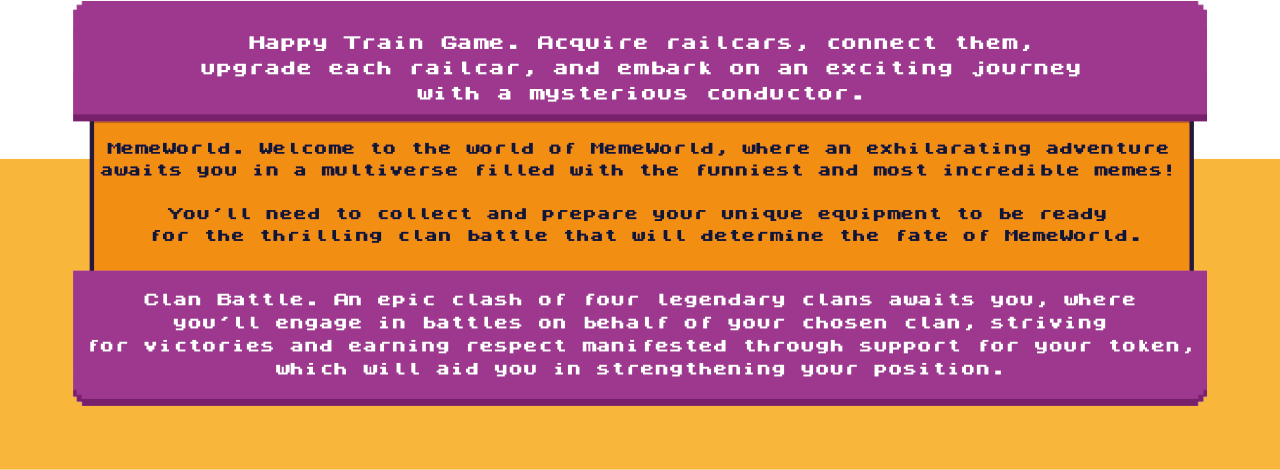 Happy Train Game. Acquire railcars, connect them,
upgrade each railcar, and embark on an exciting journey
with a mysterious conductor.
MemeWorld. Welcome to the world of MemeWorld, where an exhilarating adventure
awaits you in a multiverse filled with the funniest and most incredible memes!
You'll need to collect and prepare your unique equipment to be ready
for the thrilling clan battle that will determine the fate of MemeWorld.
Clan Battle. An epic clash of four legendary clans awaits you, where
you'll engage in battles on behalf of your chosen clan, striving
for victories and earning respect manifested through support for your token,
which will aid you in strengthening your position.